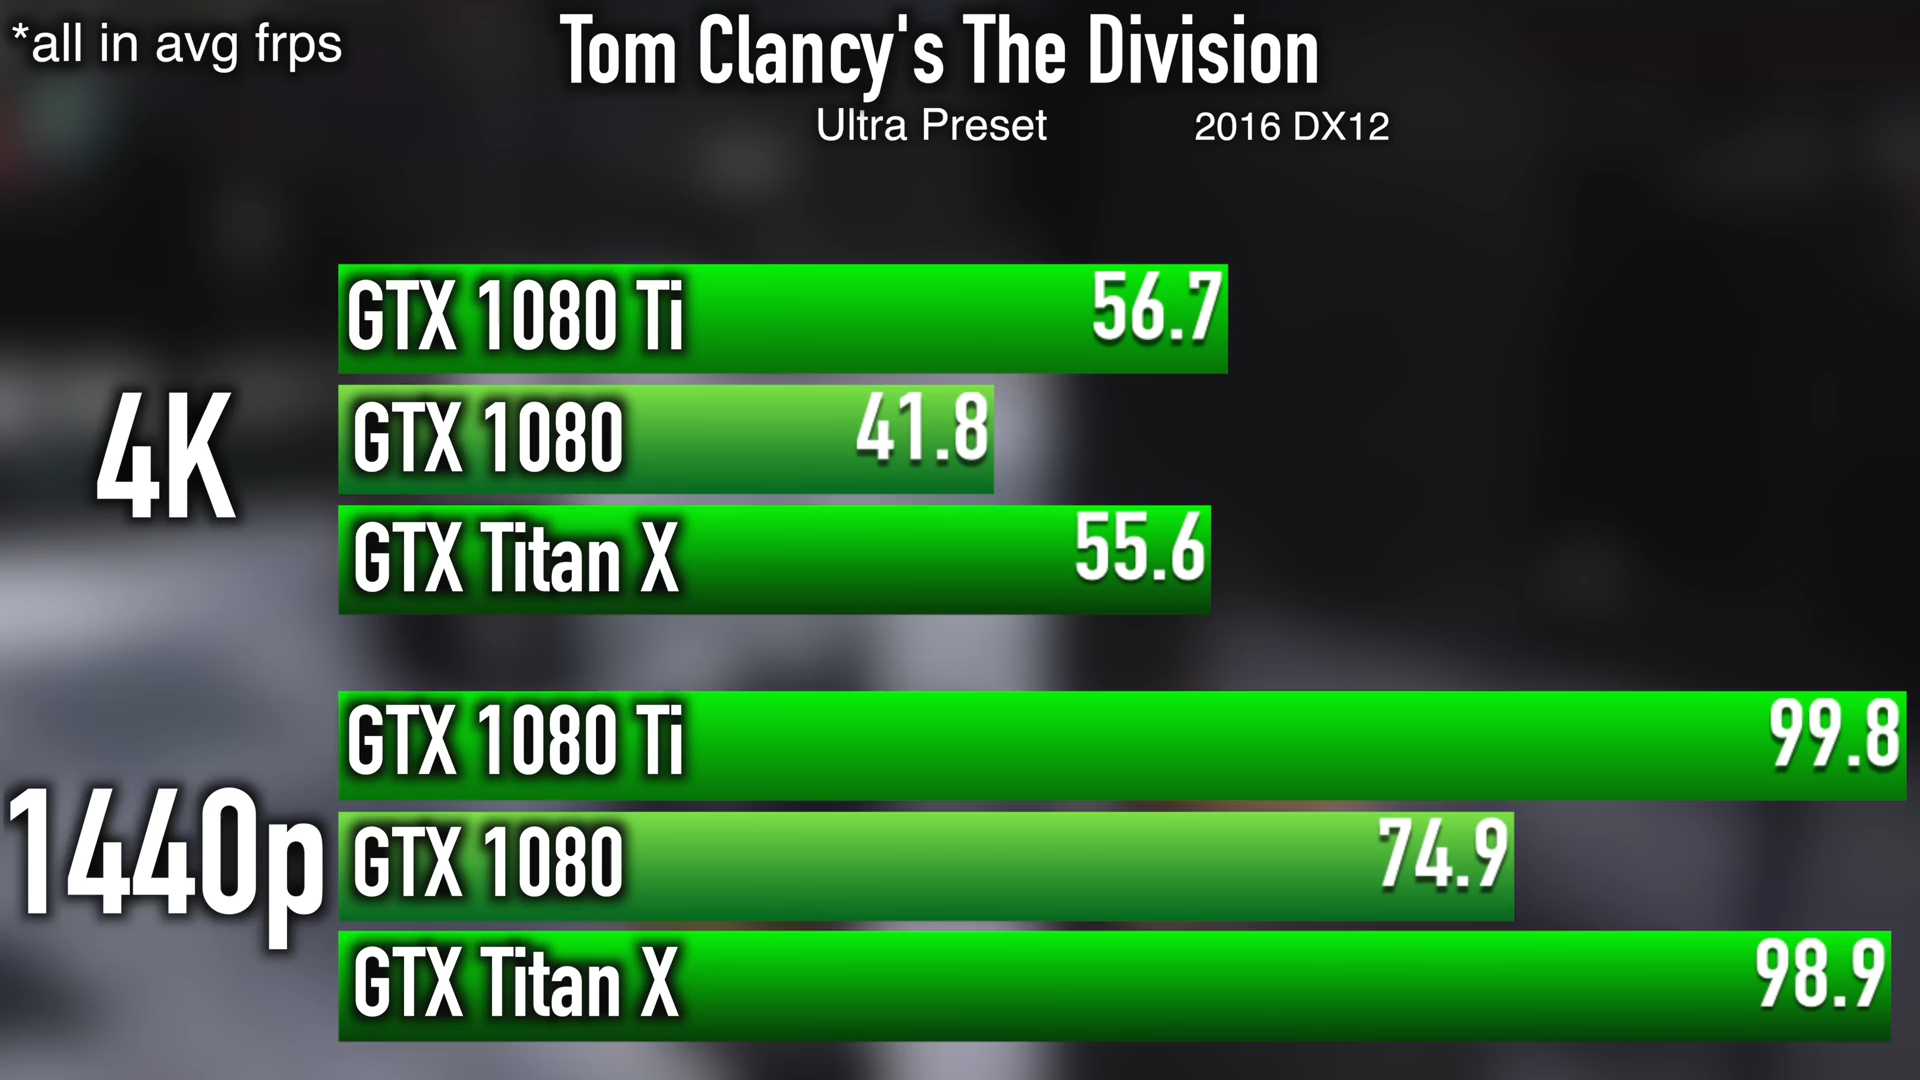 *all in avg frps
Tom Clancy's The Division
Ultra Preset 2016 DX12
4K
GTX 1080 Ti 56.7
GTX 1080 41.8
GTX Titan X 55.6
1440p
GTX 1080 Ti 99.8
GTX 1080 74.9
GTX Titan X 98.9